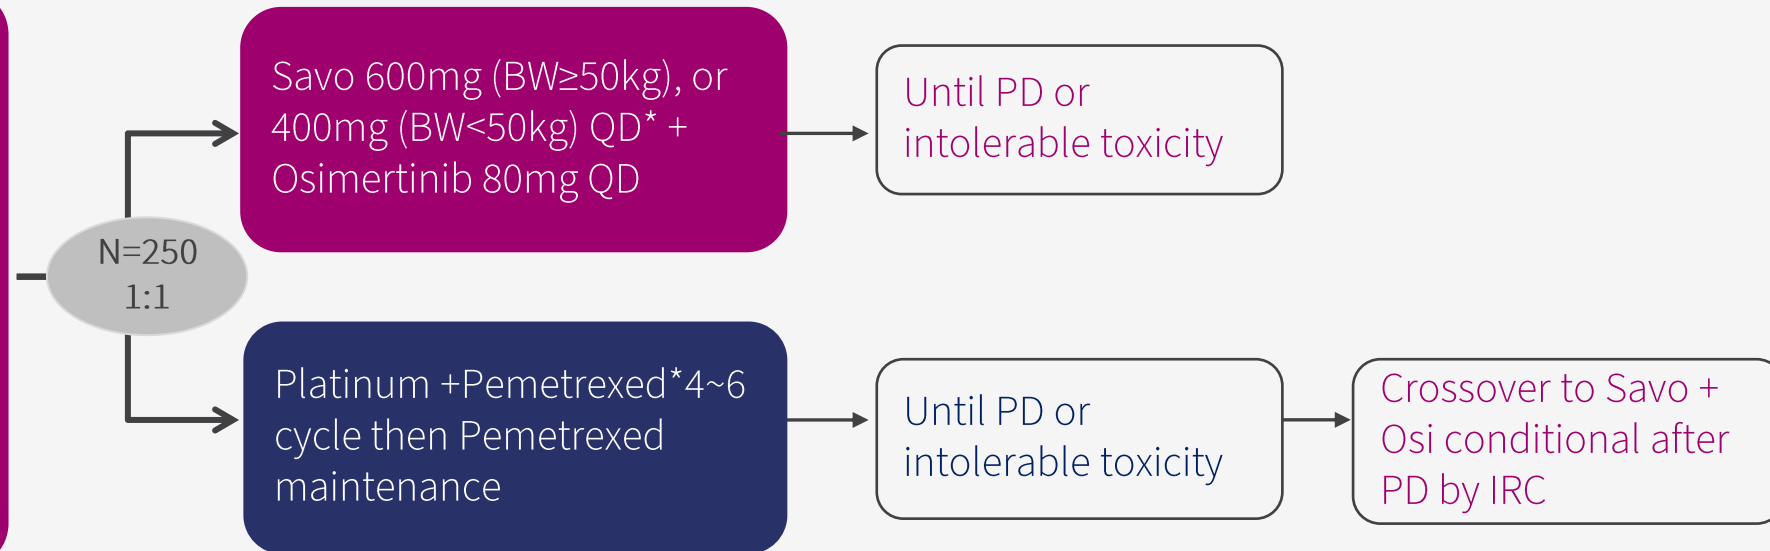 Savo 600mg (BW≥50kg), or
400mg (BW<50kg) QD* +
Osimertinib 80mg QD
Until PD or
intolerable toxicity
N=250
1:1
Platinum +Pemetrexed*4~6
cycle then Pemetrexed
maintenance
Until PD or
intolerable toxicity
Crossover to Savo +
Osi conditional after
PD by IRC